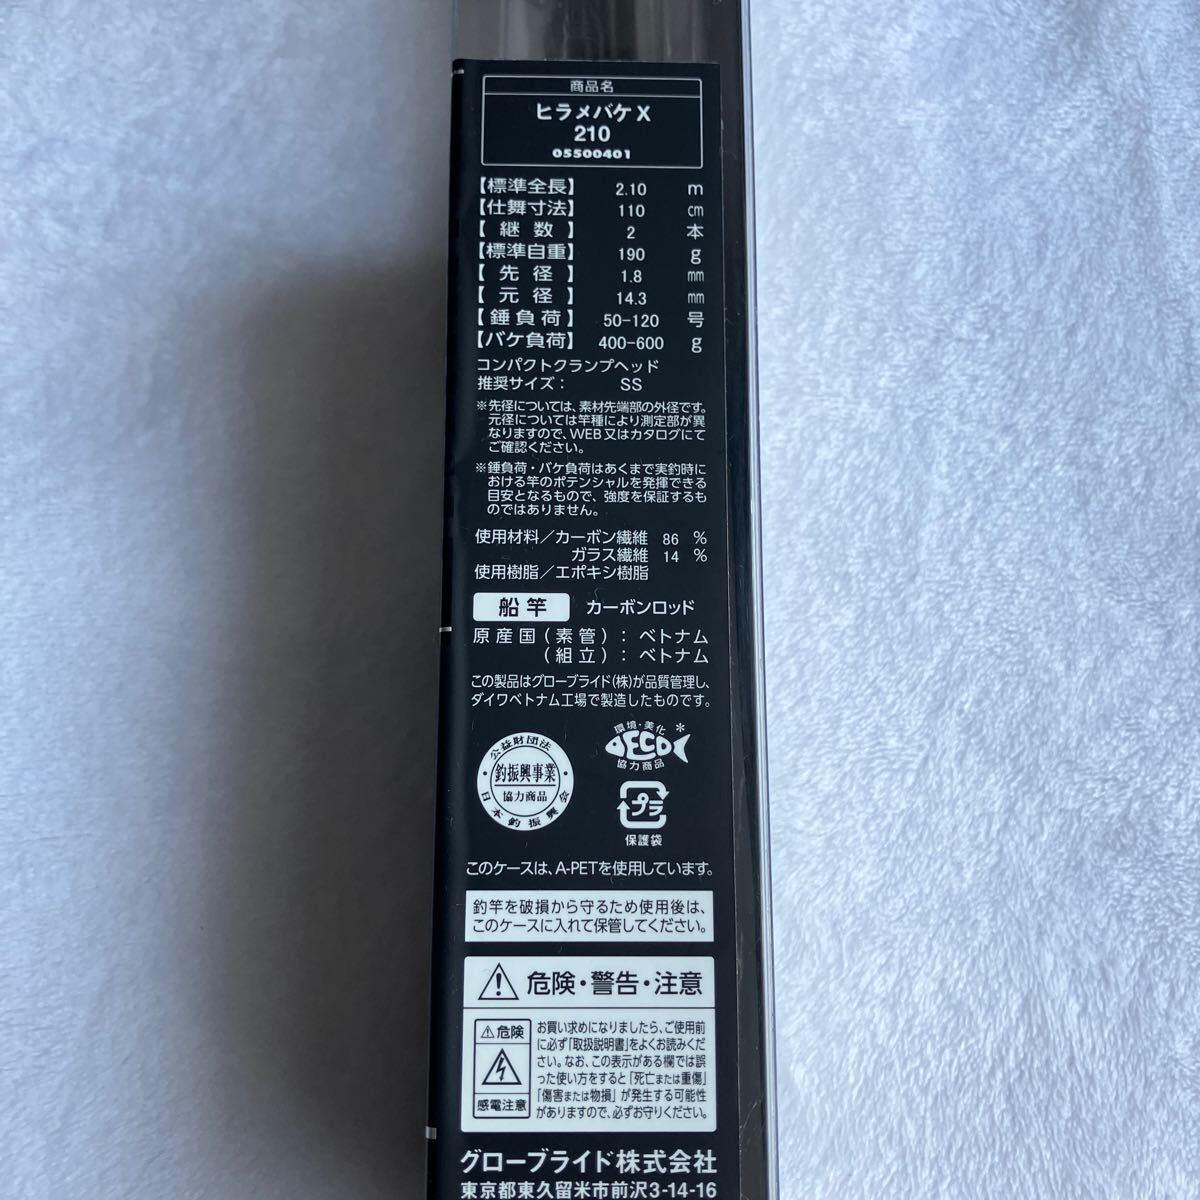 商品名
ヒラメバケX
210
05500401
【標準全長】 2.10 m
【仕舞寸法】 110 cm
【継数】 2 本
【標準自重】 190 g
【先径】 1.8 mm
【元径】 14.3 mm
【錘負荷】 50-120 号
【バケ負荷】 400-600 g
コンパクトクランプヘッド
推奨サイズ： SS
※先径については、素材先端部の外径です。
元径については竿種により測定部が異
なりますので、WEB又はカタログにて
ご確認ください。
※錘負荷・バケ負荷はあくまで実釣時に
おける竿のポテンシャルを発揮できる
目安となるもので、強度を保証するも
のではありません。
使用材料／カーボン繊維 86 %
ガラス繊維 14 %
使用樹脂／エポキシ樹脂
船竿 カーボンロッド
原産国(素管)：ベトナム
(組立)：ベトナム
この製品はグローブライド(株)が品質管理し、
ダイワベトナム工場で製造したものです。
公益財団法
釣振興事業
協力商品
日本釣振興会
環境・美化*
ECO
協力商品
プラ
保護袋
このケースは、A-PETを使用しています。
釣竿を破損から守るため使用後は、
このケースに入れて保管してください。
危険・警告・注意
危険
感電注意
お買い求めになりましたら、ご使用前
に必ず「取扱説明書」をよくお読みくだ
さい。なお、この表示がある欄では誤
った使い方をすると「死亡または重傷」
「傷害または物損」が発生する可能性
がありますので、必ずお守りください。
グローブライド株式会社
東京都東久留米市前沢3-14-16